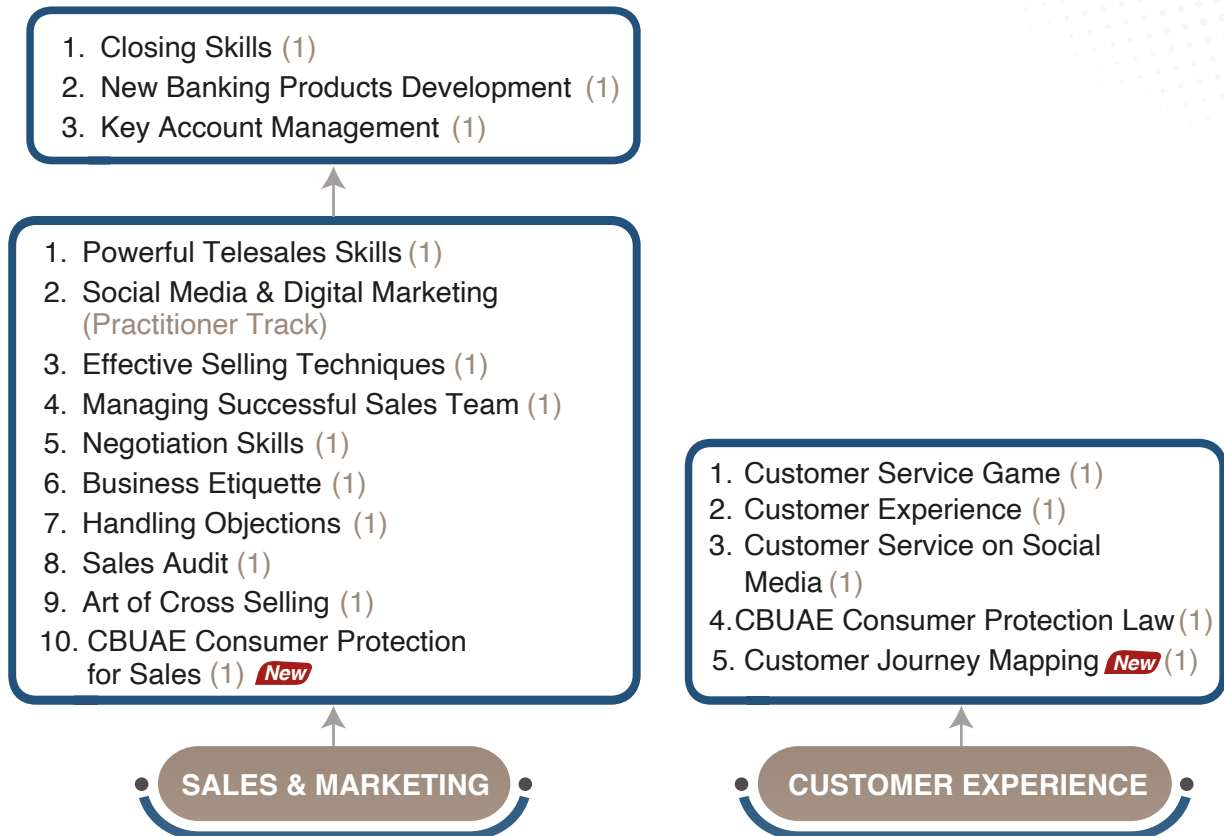 1. Closing Skills (1)
2. New Banking Products Development (1)
3. Key Account Management (1)
1. Powerful Telesales Skills (1)
2. Social Media & Digital Marketing
(Practitioner Track)
3. Effective Selling Techniques (1)
4. Managing Successful Sales Team (1)
5. Negotiation Skills (1)
6. Business Etiquette (1)
7. Handling Objections (1)
8. Sales Audit (1)
9. Art of Cross Selling (1)
10. CBUAE Consumer Protection
for Sales (1) New
SALES & MARKETING
1. Customer Service Game (1)
2. Customer Experience (1)
3. Customer Service on Social
Media (1)
4.CBUAE Consumer Protection Law (1)
5. Customer Journey Mapping New (1)
CUSTOMER EXPERIENCE